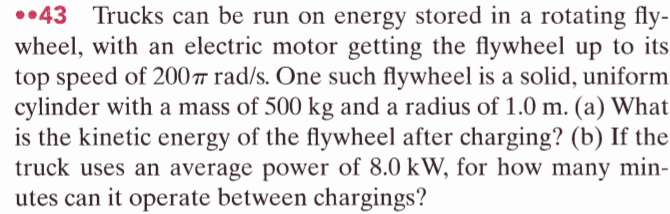 ••43 Trucks can be run on energy stored in a rotating fly-
wheel, with an electric motor getting the flywheel up to its
top speed of 200π rad/s. One such flywheel is a solid, uniform
cylinder with a mass of 500 kg and a radius of 1.0 m. (a) What
is the kinetic energy of the flywheel after charging? (b) If the
truck uses an average power of 8.0 kW, for how many min-
utes can it operate between chargings?